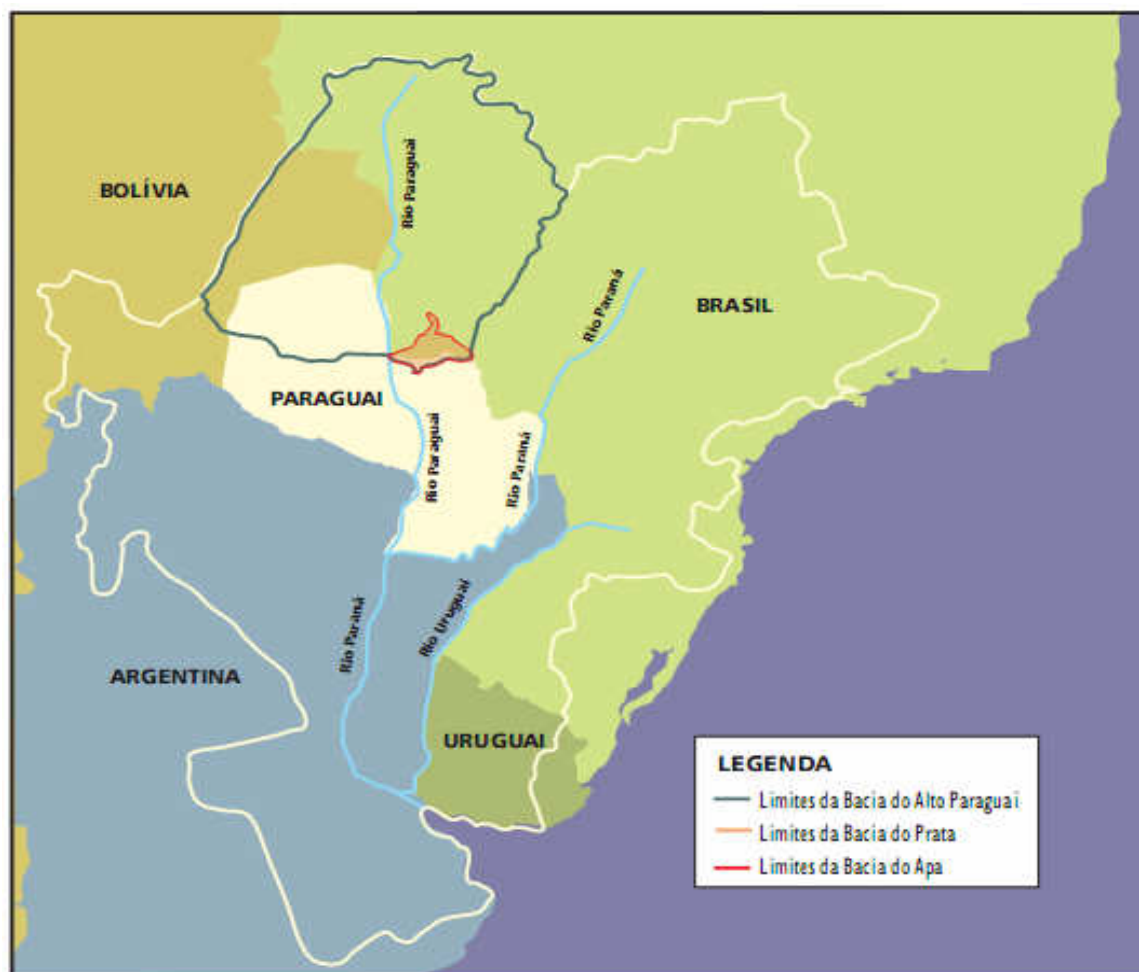 BOLÍVIA
Rio Paraguai
Rio Paraná
BRASIL
PARAGUAI
Rio Paraguai
Rio Paraná
Rio Paraná
Rio Uruguai
ARGENTINA
URUGUAI
LEGENDA
Limites da Bacia do Alto Paraguai
Limites da Bacia do Prata
Limites da Bacia do Apa